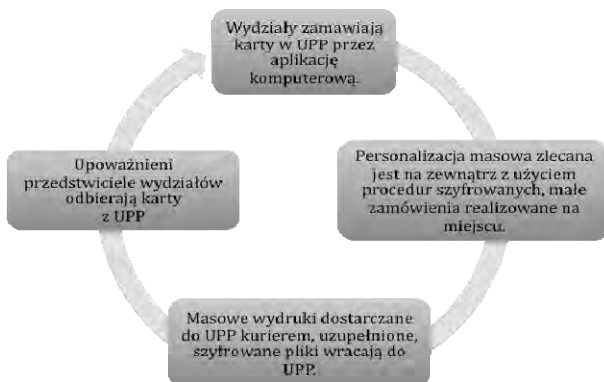 Wydziały zamawiają
karty w UPP przez
aplikację
komputerową.
Personalizacja masowa zlecana
jest na zewnątrz z użyciem
procedur szyfrowanych, małe
zamówienia realizowane na
miejscu.
Masowe wydruki dostarczane
do UPP kurierem, uzupełnione,
szyfrowane pliki wracają do
UPP.
Upoważnieni
przedstwiciele wydziałów
odbierają karty
z UPP